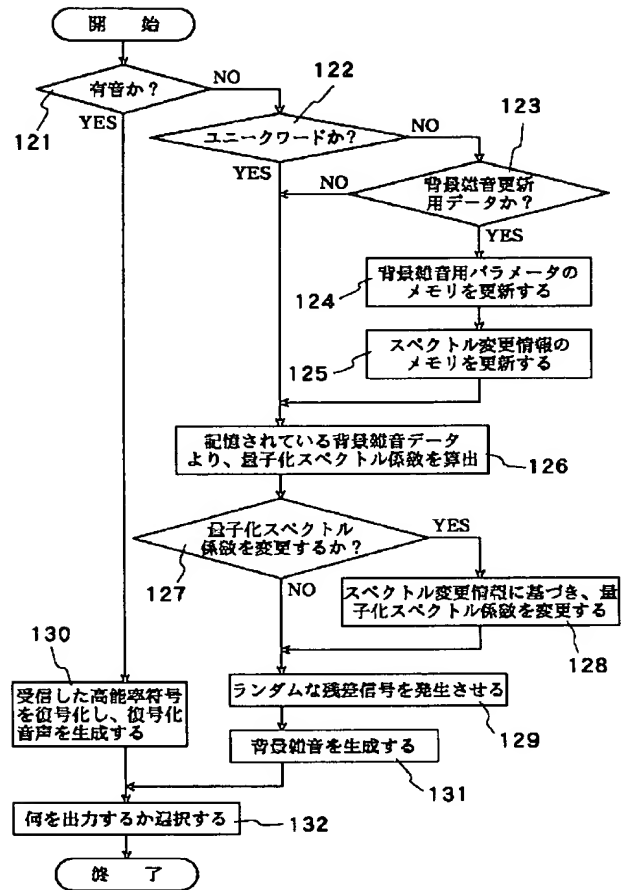 開 始
有音か？
NO
122
121
YES
ユニークワードか？
NO
123
YES
NO
背景雑音更新
用データか？
YES
124
背景雑音用パラメータの
メモリを更新する
125
スペクトル変更情報の
メモリを更新する
記憶されている背景雑音データ
より、量子化スペクトル係数を算出
126
量子化スペクトル
係数を変更するか？
YES
127
NO
スペクトル変更情報に基づき、量
子化スペクトル係数を変更する
128
130
受信した高能率符号
を復号化し、復号化
音声を生成する
ランダムな残差信号を発生させる
129
背景雑音を生成する
131
何を出力するか選択する
132
終 了